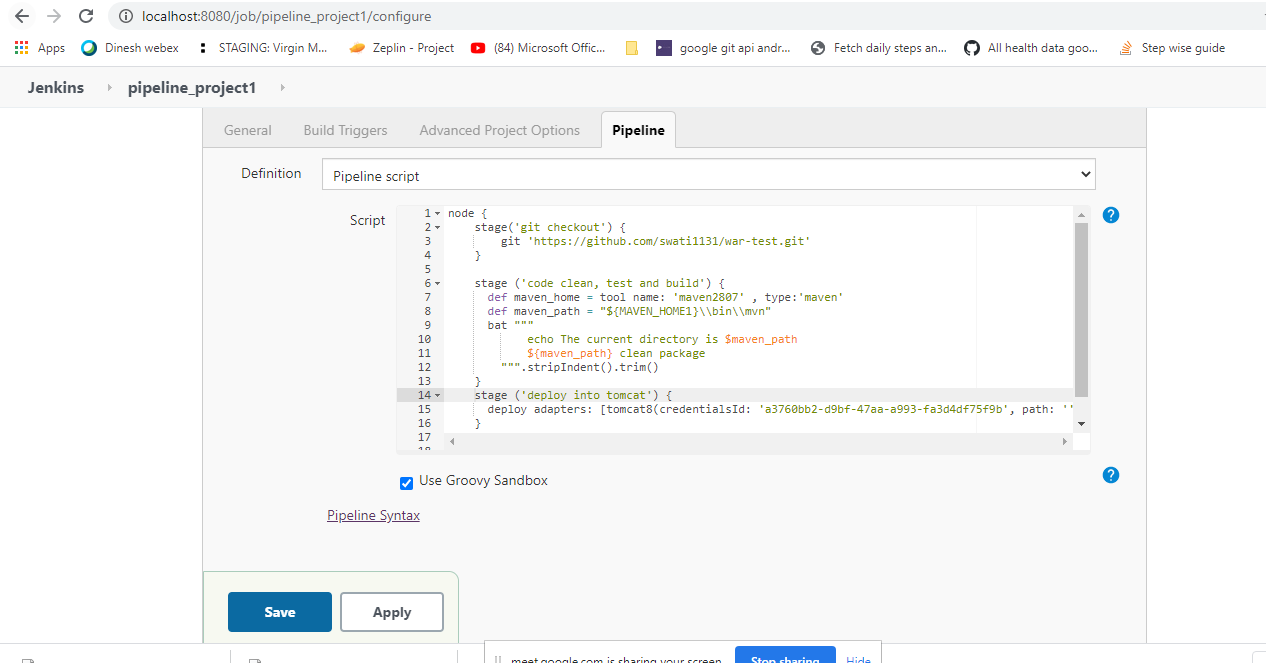 localhost:8080/job/pipeline_project1/configure
Apps Dinesh webex STAGING: Virgin M... Zeplin - Project (84) Microsoft Offic... google git api andr... Fetch daily steps an... All health data goo... Step wise guide
Jenkins pipeline_project1
General Build Triggers Advanced Project Options Pipeline
Definition Pipeline script
Script
1 node {
2 stage('git checkout') {
3 git 'https://github.com/swati1131/war-test.git'
4 }
5
6 stage ('code clean, test and build') {
7 def maven_home = tool name: 'maven2807' , type:'maven'
8 def maven_path = "${MAVEN_HOME1}\\bin\\mvn"
9 bat """
10 echo The current directory is $maven_path
11 ${maven_path} clean package
12 """.stripIndent().trim()
13 }
14 stage ('deploy into tomcat') {
15 deploy adapters: [tomcat8(credentialsId: 'a3760bb2-d9bf-47aa-a993-fa3d4df75f9b', path: ''
16 }
17
18
Use Groovy Sandbox
Pipeline Syntax
Save Apply
meet.google.com is sharing your screen. Stop sharing Hide